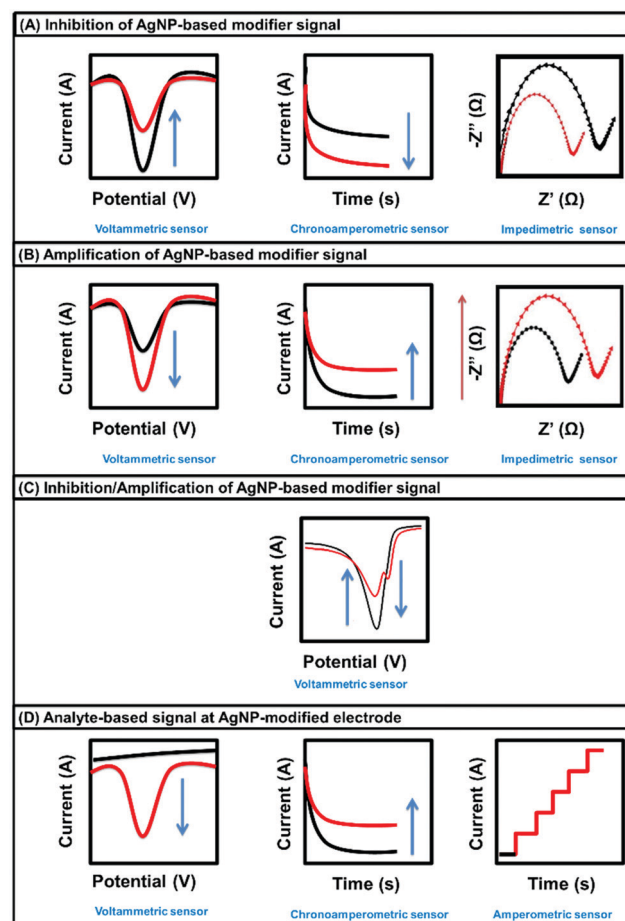 (A) Inhibition of AgNP-based modifier signal
Current (A)
Potential (V)
Voltammetric sensor
Current (A)
Time (s)
Chronoamperometric sensor
-Z'' (Ω)
Z' (Ω)
Impedimetric sensor
(B) Amplification of AgNP-based modifier signal
Current (A)
Potential (V)
Voltammetric sensor
Current (A)
Time (s)
Chronoamperometric sensor
-Z'' (Ω)
Z' (Ω)
Impedimetric sensor
(C) Inhibition/Amplification of AgNP-based modifier signal
Current (A)
Potential (V)
Voltammetric sensor
(D) Analyte-based signal at AgNP-modified electrode
Current (A)
Potential (V)
Voltammetric sensor
Current (A)
Time (s)
Chronoamperometric sensor
Current (A)
Time (s)
Amperometric sensor